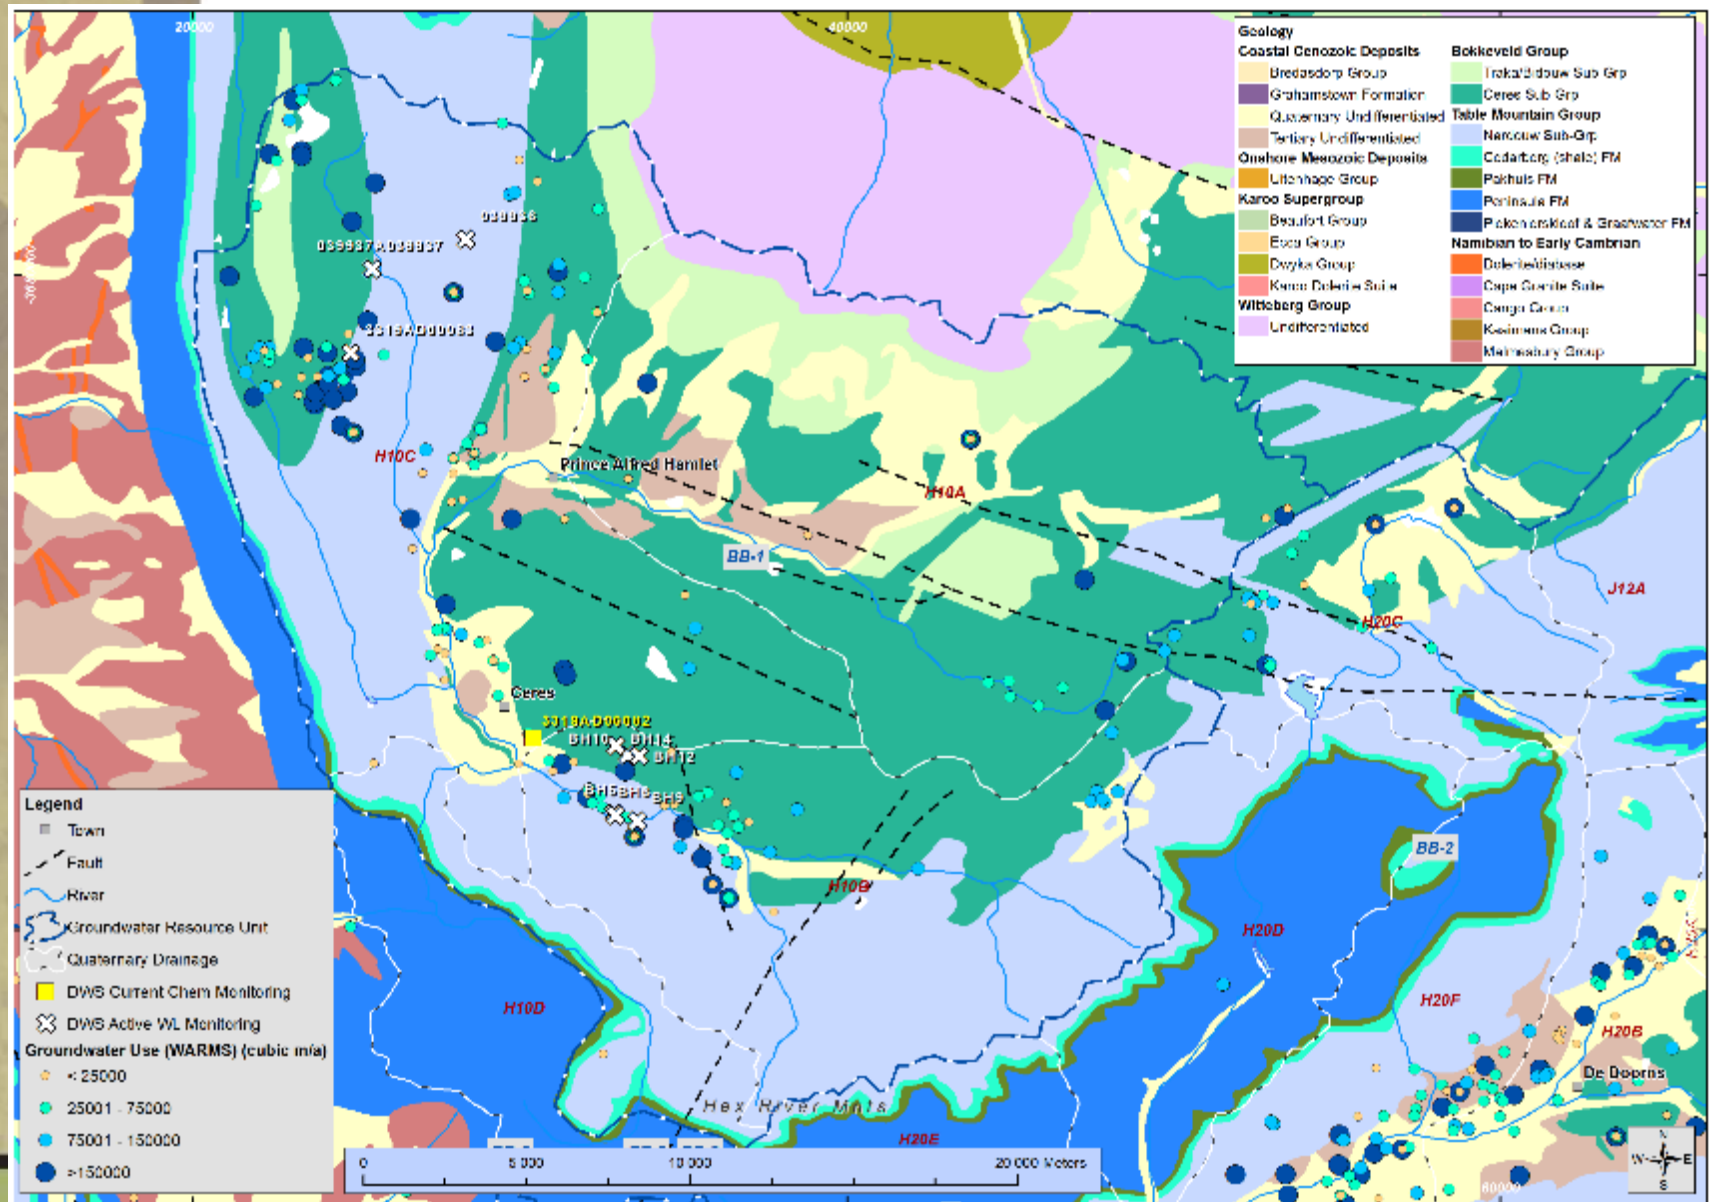 20000
40000
Geology
Coastal Cenozoic Deposits
Bredasdorp Group
Grahamstown Formation
Quaternary Undifferentiated
Tertiary Undifferentiated
Onshore Mesozoic Deposits
Uitenhage Group
Karoo Supergroup
Beaufort Group
Ecca Group
Dwyka Group
Karoo Dolerite Suite
Witteberg Group
Undifferentiated
Bokkeveld Group
Traka/Bidouw Sub Grp
Ceres Sub Grp
Table Mountain Group
Nardouw Sub-Grp
Cedarberg (shale) FM
Pakhuis FM
Peninsula FM
Piekenierskloof & Graafwater FM
Namibian to Early Cambrian
Dolerite/diabase
Cape Granite Suite
Cango Group
Kaaimans Group
Malmesbury Group
H10C
Prince Alfred Hamlet
H10A
BB-1
J12A
H20C
Ceres
3319AD00002
BH10
BH14
BH12
BH9
BB-2
H10B
H20D
H10D
H20F
H20B
De Doorns
Hex River Mnts
H20E
Legend
Town
Fault
River
Groundwater Resource Unit
Quaternary Drainage
DWS Current Chem Monitoring
DWS Active WL Monitoring
Groundwater Use (WARMS) (cubic m/a)
< 25000
25001 - 75000
75001 - 150000
>150000
0 5 000 10 000 20 000 Meters
60000
N
W E
S